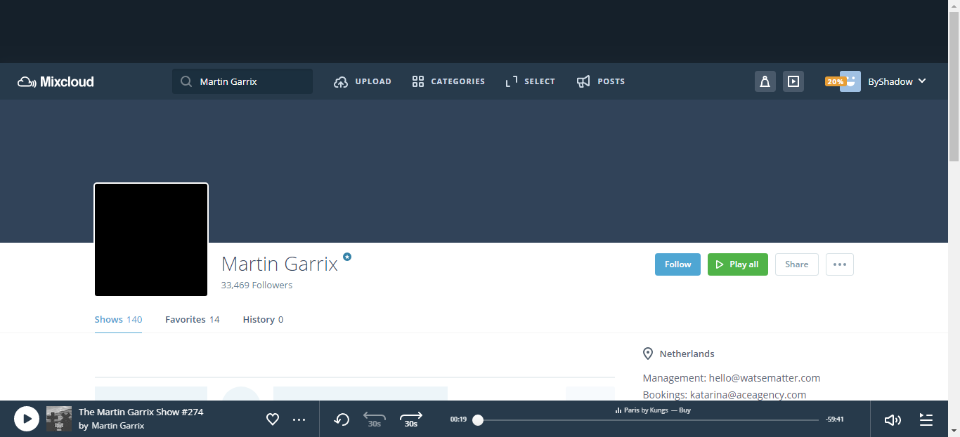 Mixcloud
Martin Garrix
UPLOAD
CATEGORIES
SELECT
POSTS
20%
ByShadow
Martin Garrix
33,469 Followers
Follow
Play all
Share
Shows 140
Favorites 14
History 0
Netherlands
Management: hello@watsematter.com
Bookings: katarina@aceagency.com
The Martin Garrix Show #274
by Martin Garrix
30s
30s
00:19
Paris by Kungs — Buy
-59:41